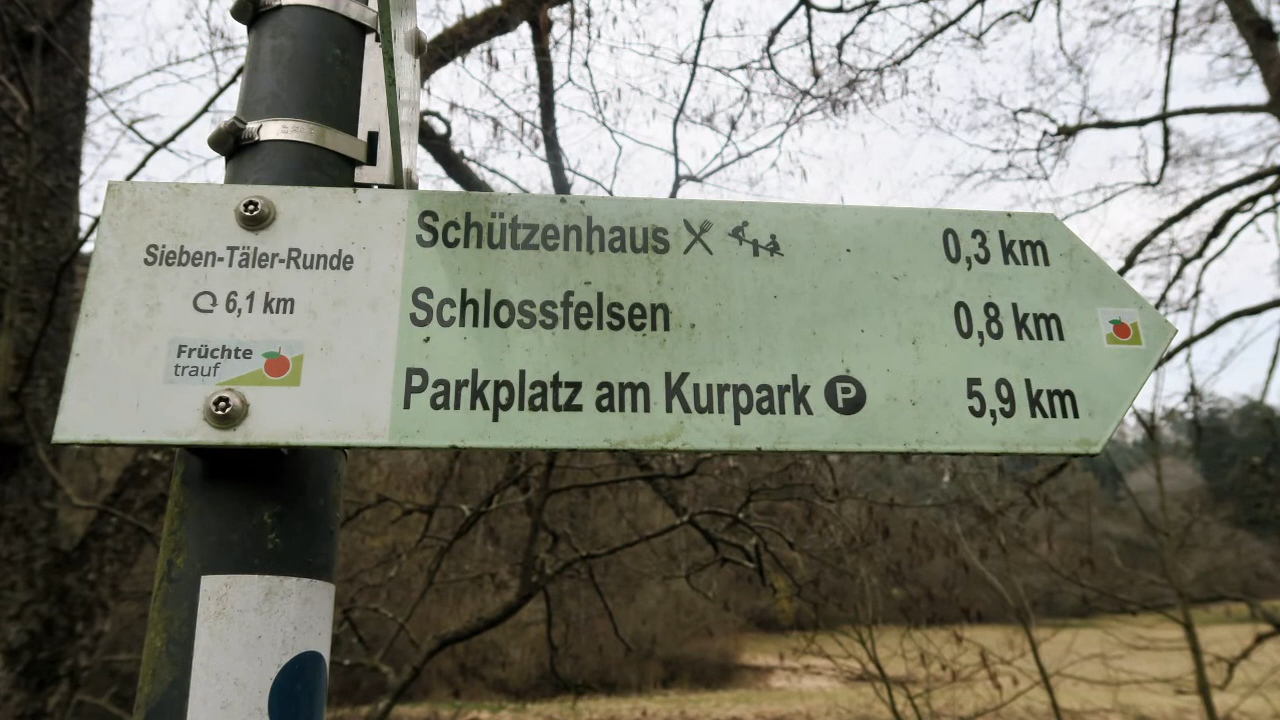 Sieben-Täler-Runde
6,1 km
Früchte
trauf
Schützenhaus 0,3 km
Schlossfelsen 0,8 km
Parkplatz am Kurpark P 5,9 km